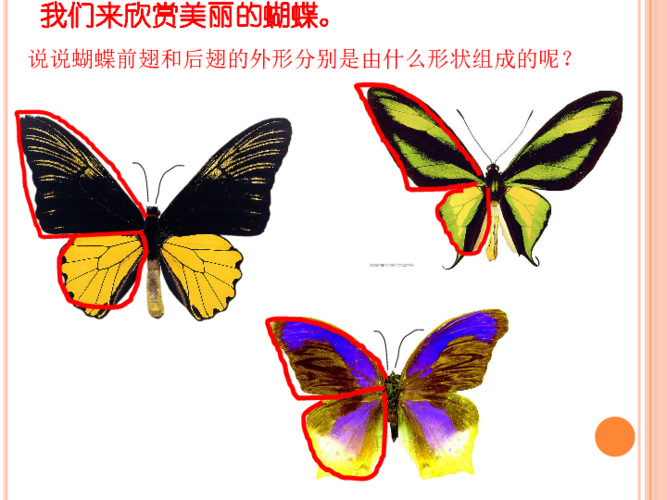 我们来欣赏美丽的蝴蝶。
说说蝴蝶前翅和后翅的外形分别是由什么形状组成的呢？